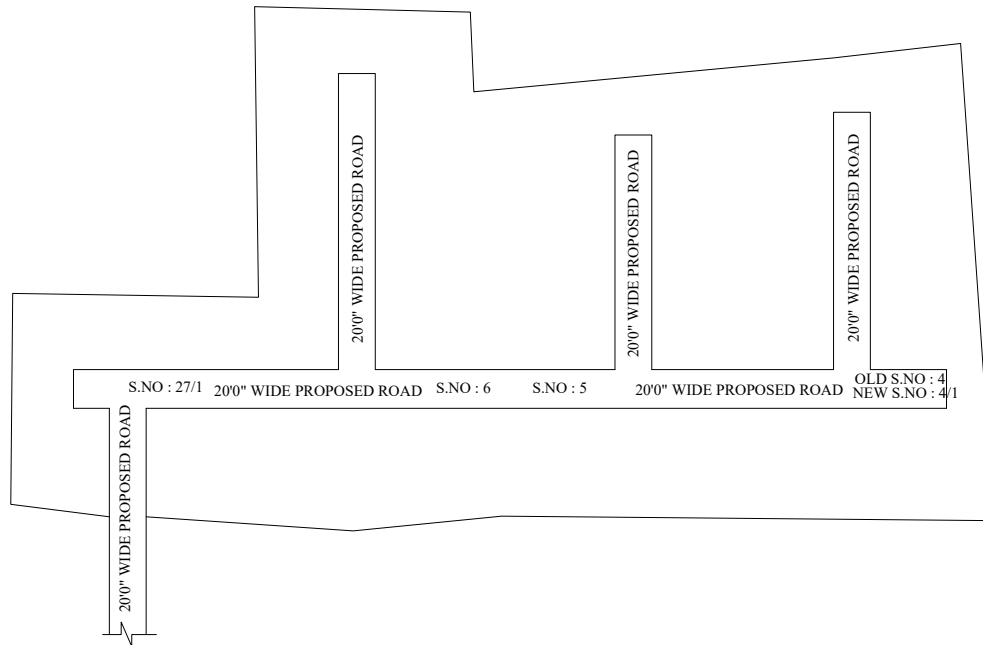 20'0" WIDE PROPOSED ROAD
20'0" WIDE PROPOSED ROAD
20'0" WIDE PROPOSED ROAD
S.NO : 27/1
20'0" WIDE PROPOSED ROAD
S.NO : 6
S.NO : 5
20'0" WIDE PROPOSED ROAD
OLD S.NO : 4
NEW S.NO : 4/1
20'0" WIDE PROPOSED ROAD